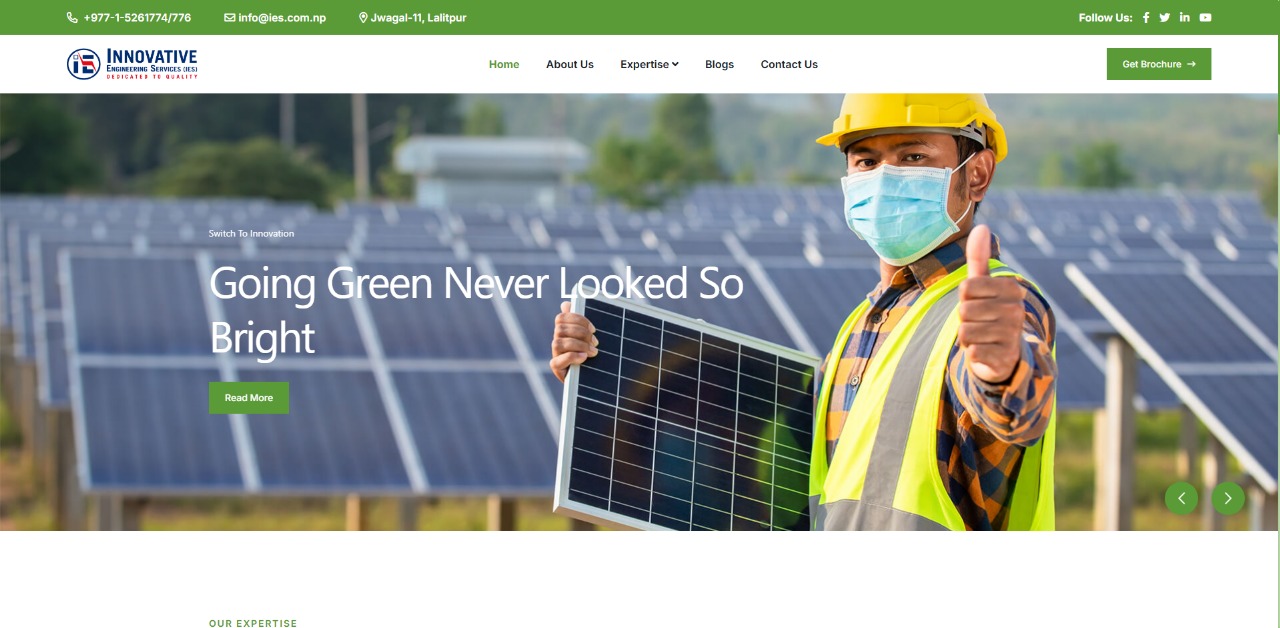 +977-1-5261774/776 info@ies.com.np Jwagal-11, Lalitpur Follow Us:
INNOVATIVE
ENGINEERING SERVICES (IES)
DEDICATED TO QUALITY
Home About Us Expertise Blogs Contact Us
Get Brochure →
Switch To Innovation
Going Green Never Looked So
Bright
Read More
OUR EXPERTISE